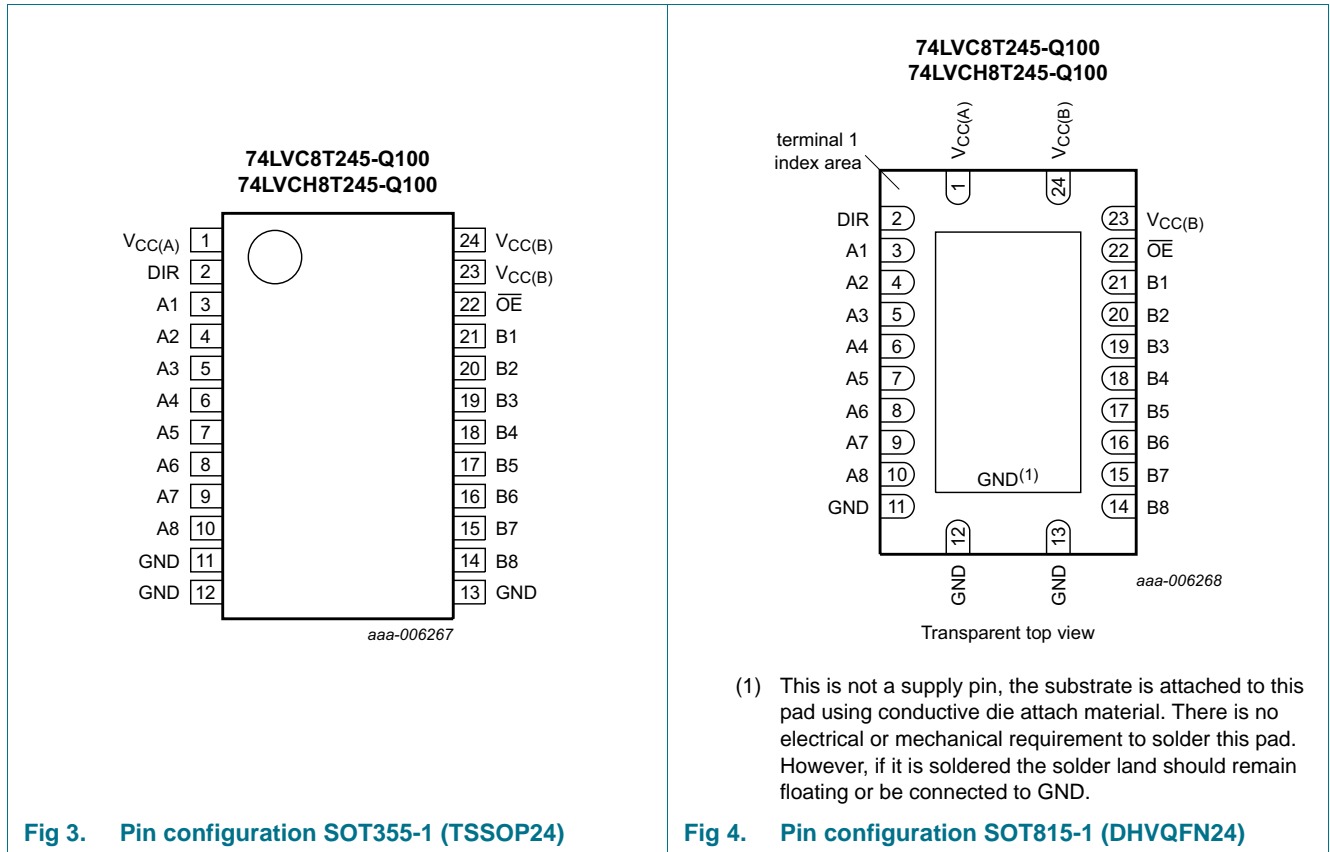 74LVC8T245-Q100
74LVCH8T245-Q100
VCC(A) 1 24 VCC(B)
DIR 2 23 VCC(B)
A1 3 22 OE
A2 4 21 B1
A3 5 20 B2
A4 6 19 B3
A5 7 18 B4
A6 8 17 B5
A7 9 16 B6
A8 10 15 B7
GND 11 14 B8
GND 12 13 GND
aaa-006267
Fig 3. Pin configuration SOT355-1 (TSSOP24)
74LVC8T245-Q100
74LVCH8T245-Q100
terminal 1
index area
VCC(A) VCC(B)
1 24
DIR 2 23 VCC(B)
A1 3 22 OE
A2 4 21 B1
A3 5 20 B2
A4 6 19 B3
A5 7 18 B4
A6 8 17 B5
A7 9 16 B6
A8 10 GND(1) 15 B7
GND 11 14 B8
12 13
GND GND
aaa-006268
Transparent top view
(1) This is not a supply pin, the substrate is attached to this
pad using conductive die attach material. There is no
electrical or mechanical requirement to solder this pad.
However, if it is soldered the solder land should remain
floating or be connected to GND.
Fig 4. Pin configuration SOT815-1 (DHVQFN24)